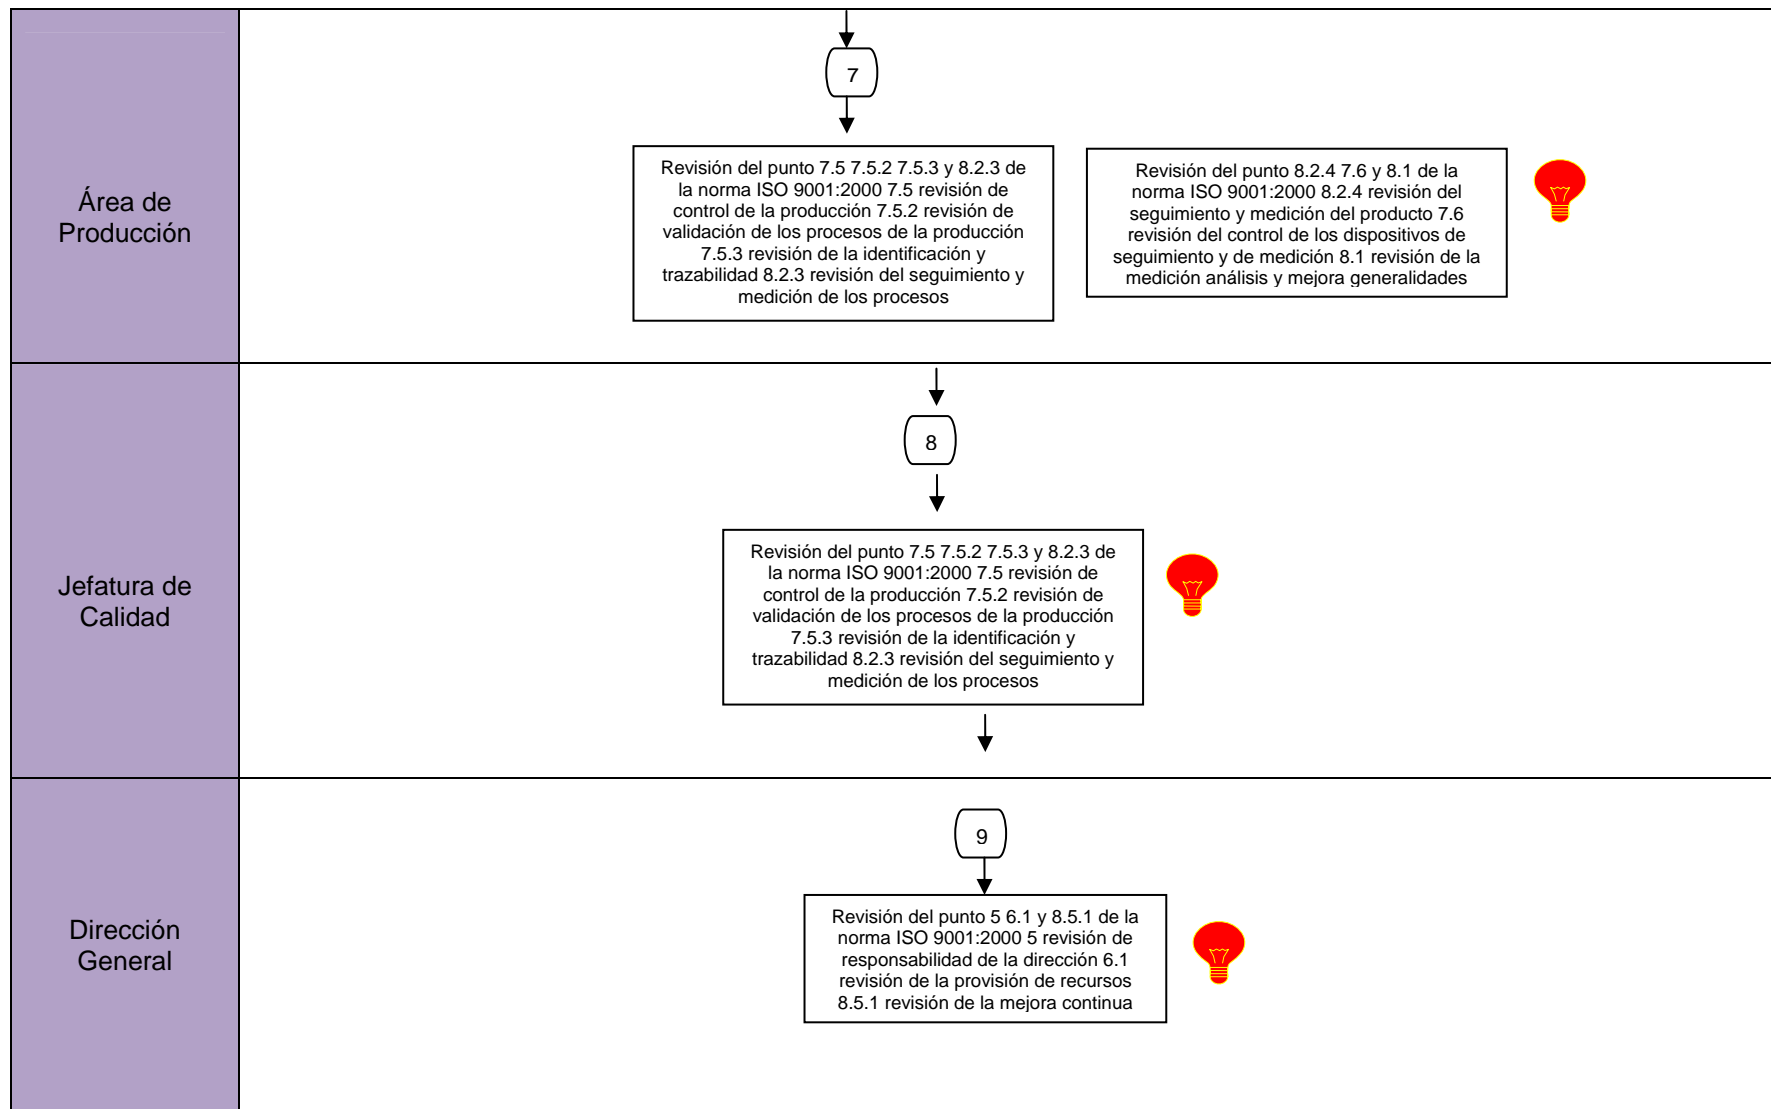 Área de
Producción
7
Revisión del punto 7.5 7.5.2 7.5.3 y 8.2.3 de
la norma ISO 9001:2000 7.5 revisión de
control de la producción 7.5.2 revisión de
validación de los procesos de la producción
7.5.3 revisión de la identificación y
trazabilidad 8.2.3 revisión del seguimiento y
medición de los procesos
Revisión del punto 8.2.4 7.6 y 8.1 de la
norma ISO 9001:2000 8.2.4 revisión del
seguimiento y medición del producto 7.6
revisión del control de los dispositivos de
seguimiento y de medición 8.1 revisión de la
medición análisis y mejora generalidades
Jefatura de
Calidad
8
Revisión del punto 7.5 7.5.2 7.5.3 y 8.2.3 de
la norma ISO 9001:2000 7.5 revisión de
control de la producción 7.5.2 revisión de
validación de los procesos de la producción
7.5.3 revisión de la identificación y
trazabilidad 8.2.3 revisión del seguimiento y
medición de los procesos
Dirección
General
9
Revisión del punto 5 6.1 y 8.5.1 de la
norma ISO 9001:2000 5 revisión de
responsabilidad de la dirección 6.1
revisión de la provisión de recursos
8.5.1 revisión de la mejora continua